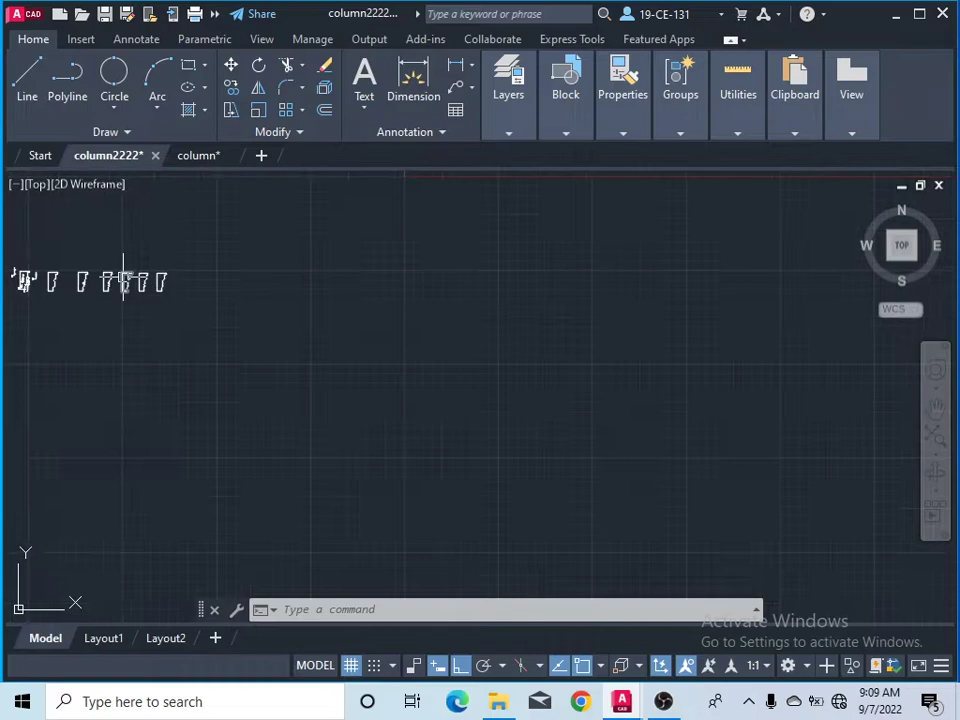 CAD
Share
column2222...
Type a keyword or phrase
19-CE-131
Home
Insert
Annotate
Parametric
View
Manage
Output
Add-ins
Collaborate
Express Tools
Featured Apps
Line
Polyline
Circle
Arc
Text
Dimension
Layers
Block
Properties
Groups
Utilities
Clipboard
View
Draw
Modify
Annotation
Start
column2222*
column*
[−][Top][2D Wireframe]
N
W
TOP
E
S
WCS
Y
X
Type a command
Activate Windows
Go to Settings to activate Windows.
Model
Layout1
Layout2
MODEL
1:1
Type here to search
9:09 AM
9/7/2022
5